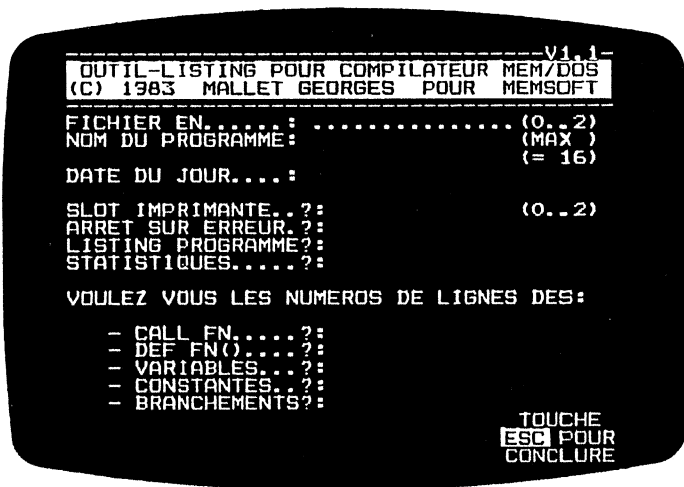 ----------------------------------V1.1-
OUTIL-LISTING POUR COMPILATEUR MEM/DOS
(C) 1983 MALLET GEORGES POUR MEMSOFT
---------------------------------------
FICHIER EN......: ................(0..2)
NOM DU PROGRAMME: (MAX )
(= 16)
DATE DU JOUR....:
SLOT IMPRIMANTE..?: (0..2)
ARRET SUR ERREUR.?:
LISTING PROGRAMME?:
STATIST1QUES.....?:
VOULEZ VOUS LES NUMEROS DE LIGNES DES:
- CALL FN.....?:
- DEF FN()....?:
- VARIABLES...?:
- CONSTANTES..?:
- BRANCHEMENTS?:
TOUCHE
ESC POUR
CONCLURE